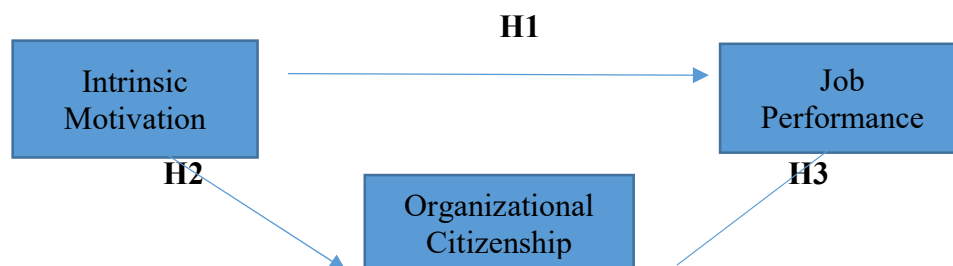 H1
Intrinsic
Motivation
Job
Performance
H2
H3
Organizational
Citizenship